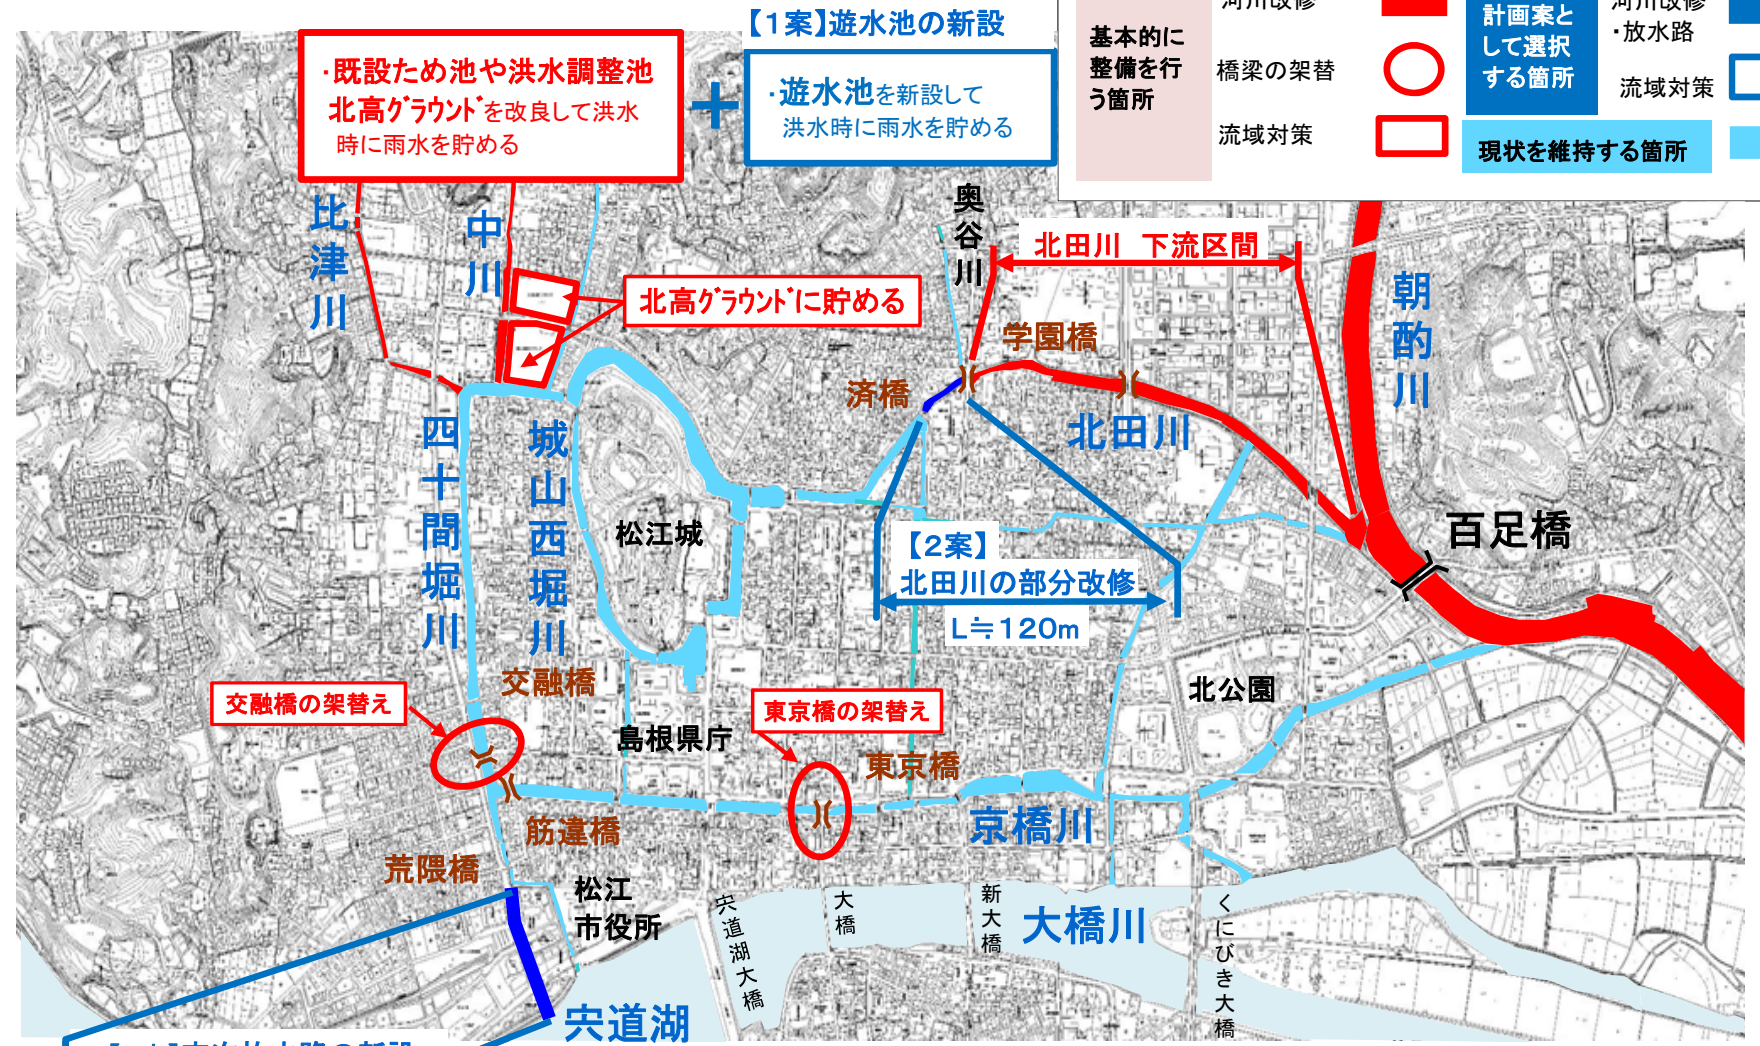 【１案】遊水池の新設
・既設ため池や洪水調整池
北高ｸﾞﾗｳﾝﾄﾞを改良して洪水
時に雨水を貯める
＋
・遊水池を新設して
洪水時に雨水を貯める
河川改修
基本的に
整備を行
う箇所
橋梁の架替
流域対策
計画案と
して選択
する箇所
河川改修
・放水路
流域対策
現状を維持する箇所
比津川
中川
奥谷川
北田川 下流区間
朝酌川
北高ｸﾞﾗｳﾝﾄﾞに貯める
学園橋
済橋
北田川
四十間堀川
城山西堀川
松江城
百足橋
【２案】
北田川の部分改修
L≒120m
交融橋
交融橋の架替え
東京橋の架替え
北公園
島根県庁
東京橋
筋違橋
京橋川
荒隈橋
松江
市役所
宍道湖大橋
大橋
新大橋
大橋川
くにびき大橋
宍道湖